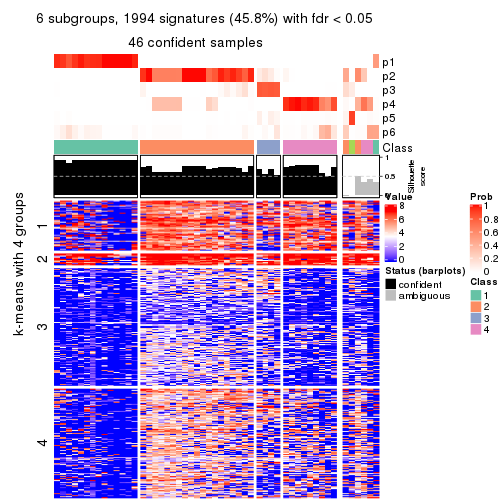 6 subgroups, 1994 signatures (45.8%) with fdr < 0.05
46 confident samples
p1
p2
p3
p4
p5
p6
Class
1
0.5
0
Silhouette
score
k-means with 4 groups
1
2
3
4
Value
8
6
4
2
0
Status (barplots)
confident
ambiguous
Prob
1
0.8
0.6
0.4
0.2
0
Class
1
2
3
4